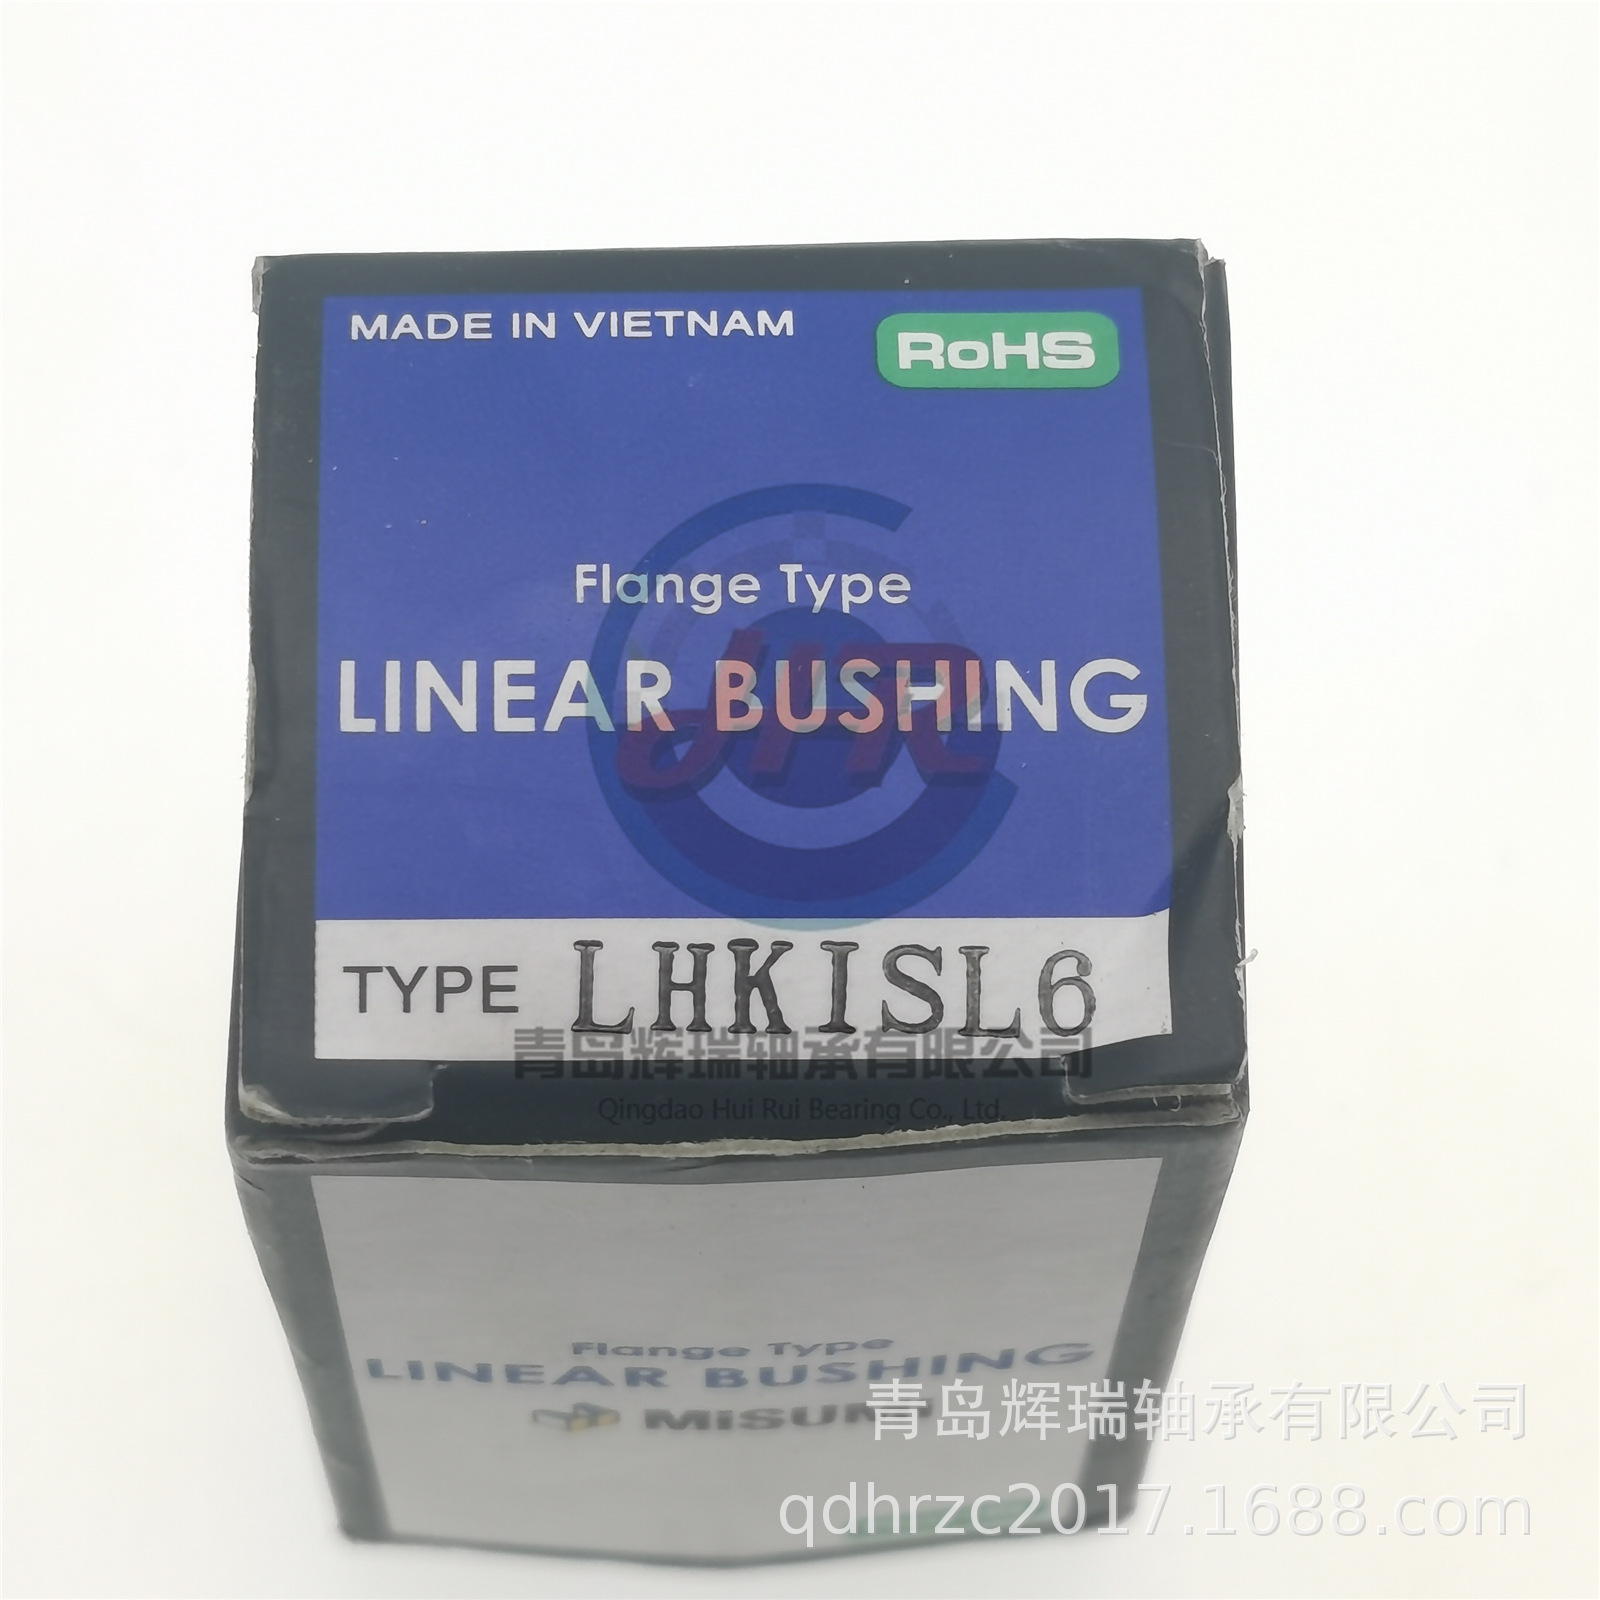 MADE IN VIETNAM
RoHS
Flange Type
LINEAR BUSHING
JHR
TYPE LHKISL6
青岛辉瑞轴承有限公司
Qingdao Hui Rui Bearing Co., Ltd.
Flange Type
LINEAR BUSHING
MiSUMi
青岛辉瑞轴承有限公司
qdhrzc2017.1688.com